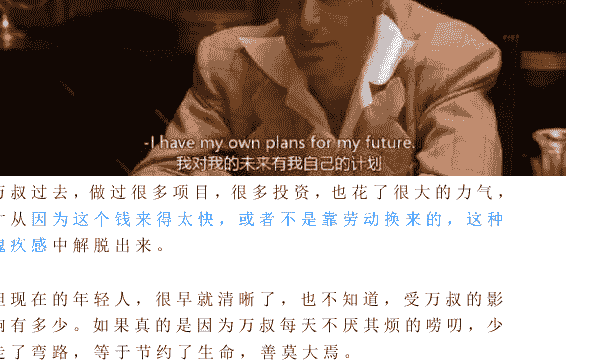 -I have my own plans for my future.
我对我的未来有我自己的计划
万叔过去，做过很多项目，很多投资，也花了很大的力气，
从因为这个钱来得太快，或者不是靠劳动换来的，这种
疚感中解脱出来。
但现在的年轻人，很早就清晰了，也不知道，受万叔的影
响有多少。如果真的是因为万叔每天不厌其烦的唠叨，少
走了弯路，等于节约了生命，善莫大焉。